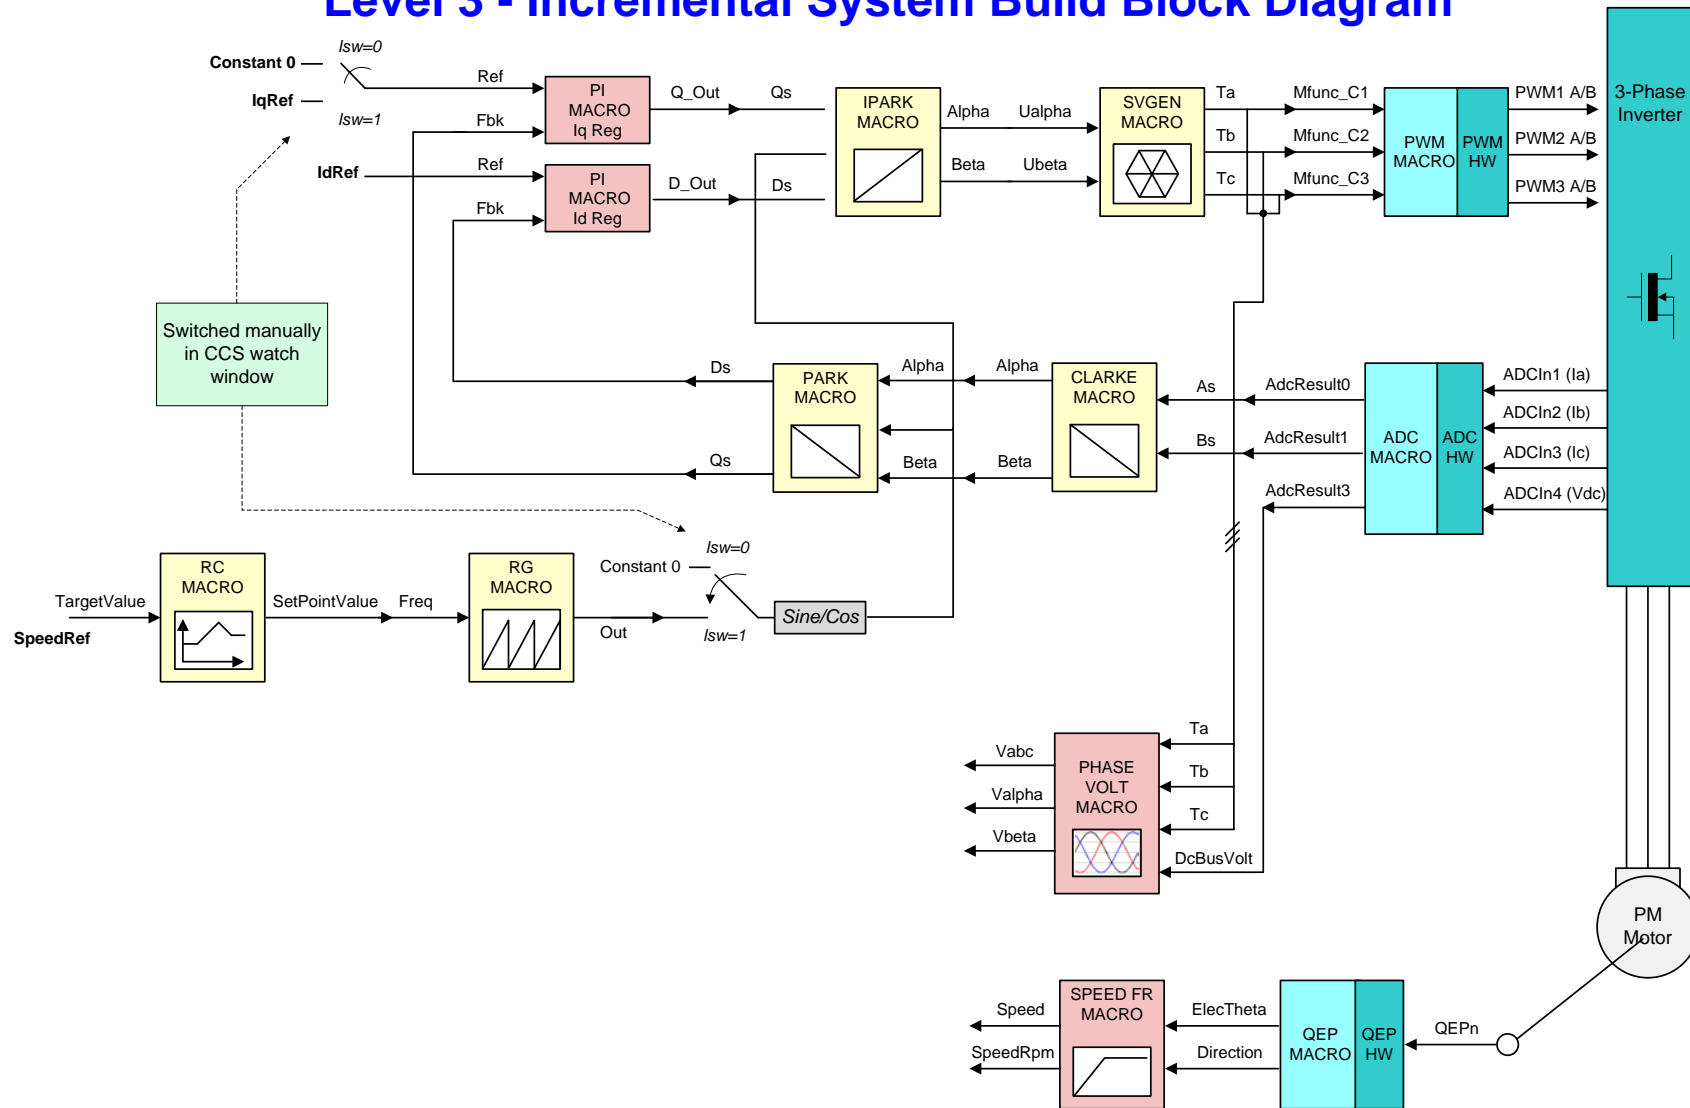 Level 3 - Incremental System Build Block Diagram
Isw=0
Constant 0
IqRef
Isw=1
Ref
Fbk
PI
MACRO
Iq Reg
Q_Out
Qs
IdRef
Ref
Fbk
PI
MACRO
Id Reg
D_Out
Ds
IPARK
MACRO
Alpha
Ualpha
Beta
Ubeta
SVGEN
MACRO
Ta
Tb
Tc
Mfunc_C1
Mfunc_C2
Mfunc_C3
PWM
MACRO
PWM
HW
PWM1 A/B
PWM2 A/B
PWM3 A/B
3-Phase
Inverter
Switched manually
in CCS watch
window
Ds
Qs
PARK
MACRO
Alpha
Alpha
Beta
Beta
CLARKE
MACRO
As
Bs
AdcResult0
AdcResult1
AdcResult3
ADC
MACRO
ADC
HW
ADCIn1 (Ia)
ADCIn2 (Ib)
ADCIn3 (Ic)
ADCIn4 (Vdc)
TargetValue
SpeedRef
RC
MACRO
SetPointValue
Freq
RG
MACRO
Out
Isw=0
Constant 0
Isw=1
Sine/Cos
Vabc
Valpha
Vbeta
PHASE
VOLT
MACRO
Ta
Tb
Tc
DcBusVolt
PM
Motor
Speed
SpeedRpm
SPEED FR
MACRO
ElecTheta
Direction
QEP
MACRO
QEP
HW
QEPn